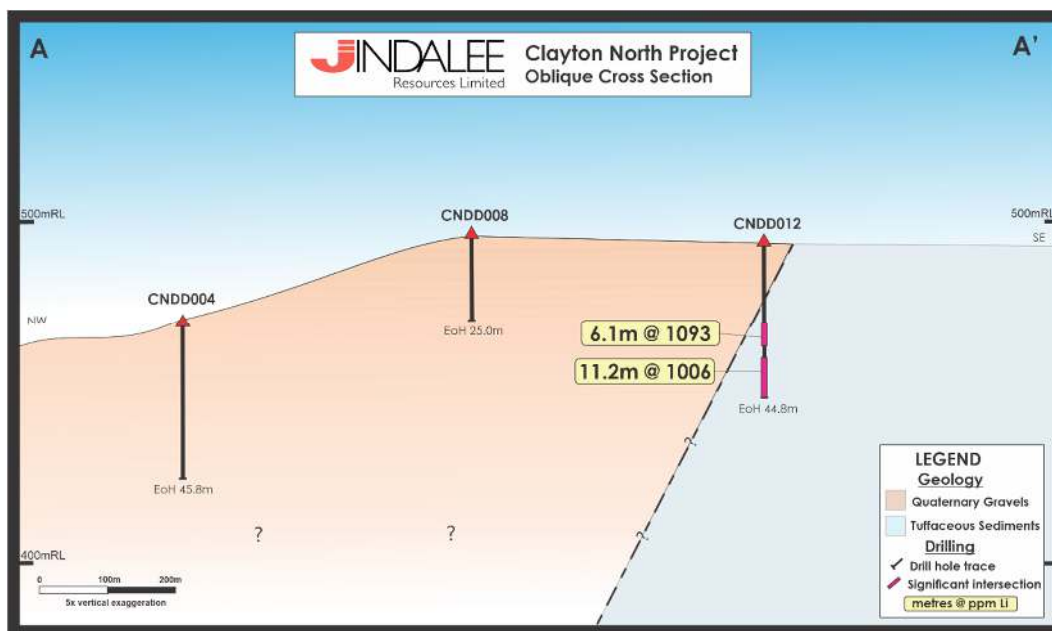 A
A'
JINDALEE
Resources Limited
Clayton North Project
Oblique Cross Section
500mRL
500mRL
CNDD008
CNDD012
SE
CNDD004
NW
EoH 25.0m
6.1m @ 1093
11.2m @ 1006
EoH 44.8m
?
EoH 45.8m
?
?
?
400mRL
0 100m 200m
5x vertical exaggeration
LEGEND
Geology
Quaternary Gravels
Tuffaceous Sediments
Drilling
Drill hole trace
Significant intersection
metres @ ppm Li